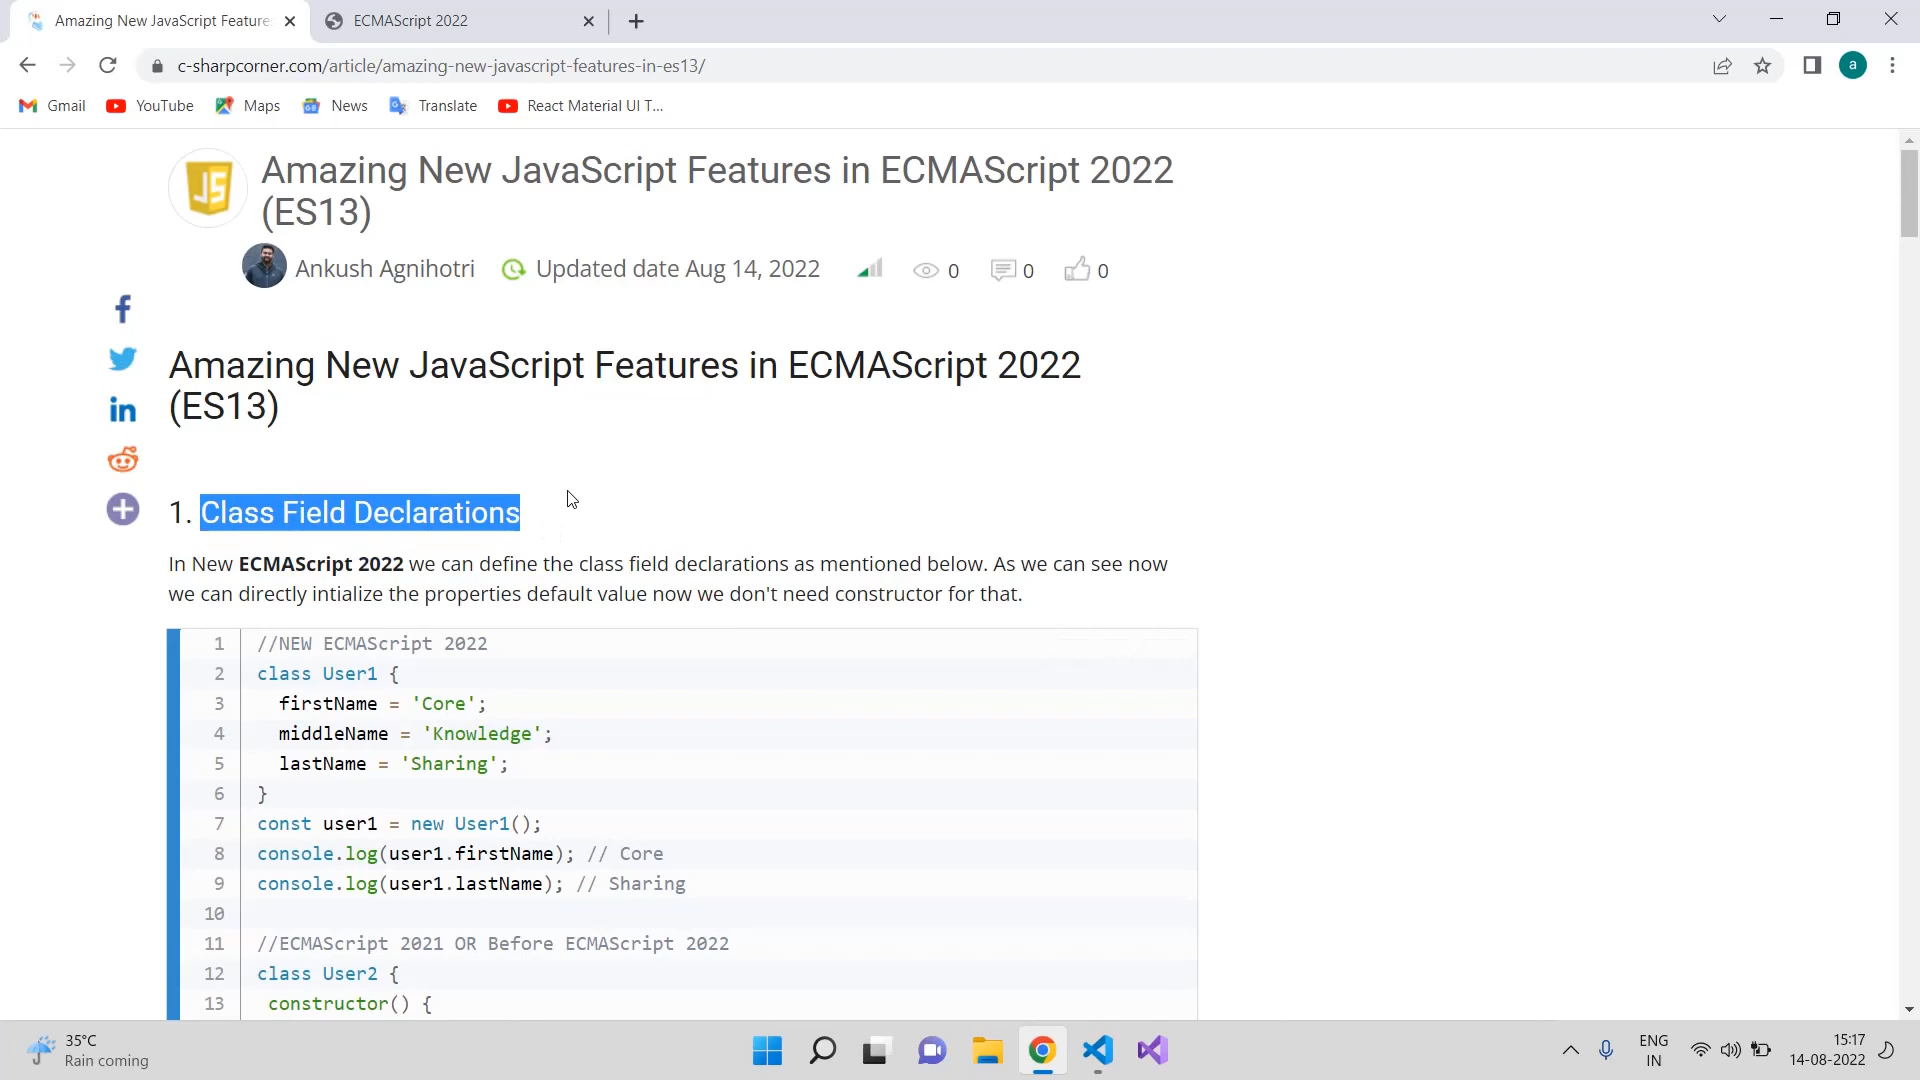 Amazing New JavaScript Feature
ECMAScript 2022
c-sharpcorner.com/article/amazing-new-javascript-features-in-es13/
a
Gmail
YouTube
Maps
News
Translate
React Material UI T...
JS
Amazing New JavaScript Features in ECMAScript 2022
(ES13)
Ankush Agnihotri
Updated date Aug 14, 2022
0
0
0
Amazing New JavaScript Features in ECMAScript 2022
(ES13)
1. Class Field Declarations
In New ECMAScript 2022 we can define the class field declarations as mentioned below. As we can see now
we can directly intialize the properties default value now we don't need constructor for that.
1 //NEW ECMAScript 2022
2 class User1 {
3 firstName = 'Core';
4 middleName = 'Knowledge';
5 lastName = 'Sharing';
6 }
7 const user1 = new User1();
8 console.log(user1.firstName); // Core
9 console.log(user1.lastName); // Sharing
10
11 //ECMAScript 2021 OR Before ECMAScript 2022
12 class User2 {
13 constructor() {
35°C
Rain coming
ENG
IN
15:17
14-08-2022